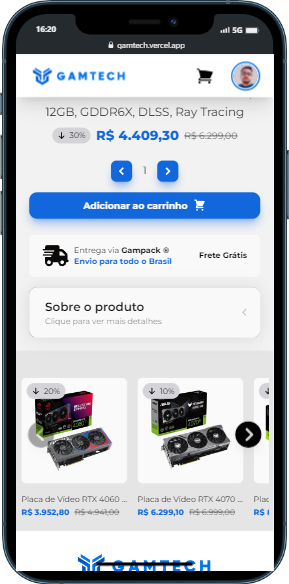 16:20
5G
gamtech.vercel.app
GAMTECH
12GB, GDDR6X, DLSS, Ray Tracing
30% R$ 4.409,30 R$ 6.299,00
1
Adicionar ao carrinho
Entrega via Gampack ®
Envio para todo o Brasil
Frete Grátis
Sobre o produto
Clique para ver mais detalhes
20%
10%
Placa de Vídeo RTX 4060 ...
Placa de Vídeo RTX 4070 ...
R$ 3.952,80 R$ 4.941,00
R$ 6.299,10 R$ 6.999,00
GAMTECH